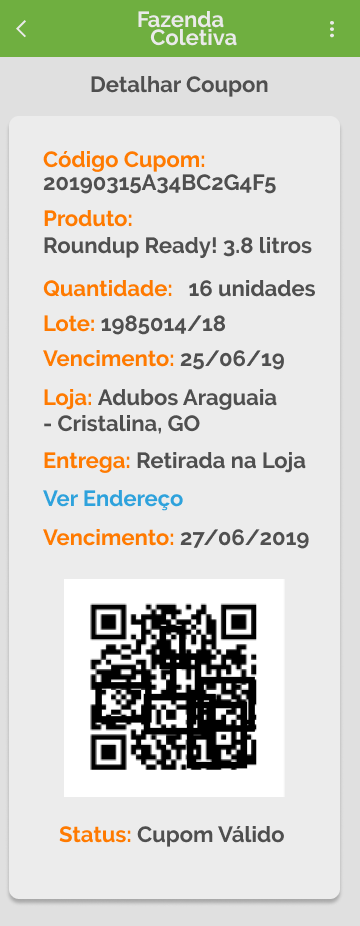 Fazenda
Coletiva
Detalhar Coupon
Código Cupom:
20190315A34BC2G4F5
Produto:
Roundup Ready! 3.8 litros
Quantidade: 16 unidades
Lote: 1985014/18
Vencimento: 25/06/19
Loja: Adubos Araguaia
- Cristalina, GO
Entrega: Retirada na Loja
Ver Endereço
Vencimento: 27/06/2019
Status: Cupom Válido